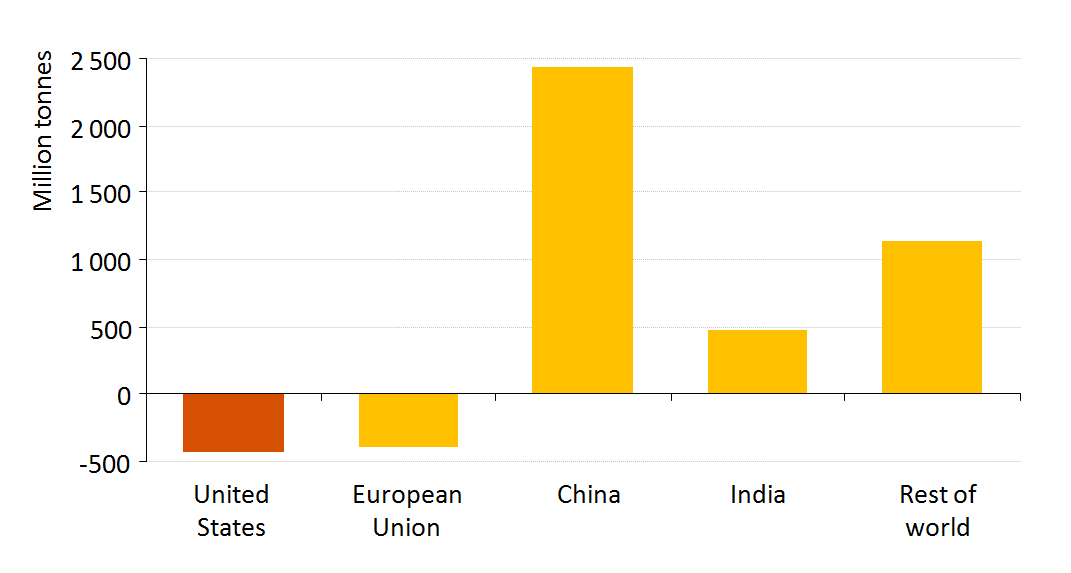 Million tonnes
2 500
2 000
1 500
1 000
500
0
-500
United
States
European
Union
China
India
Rest of
world